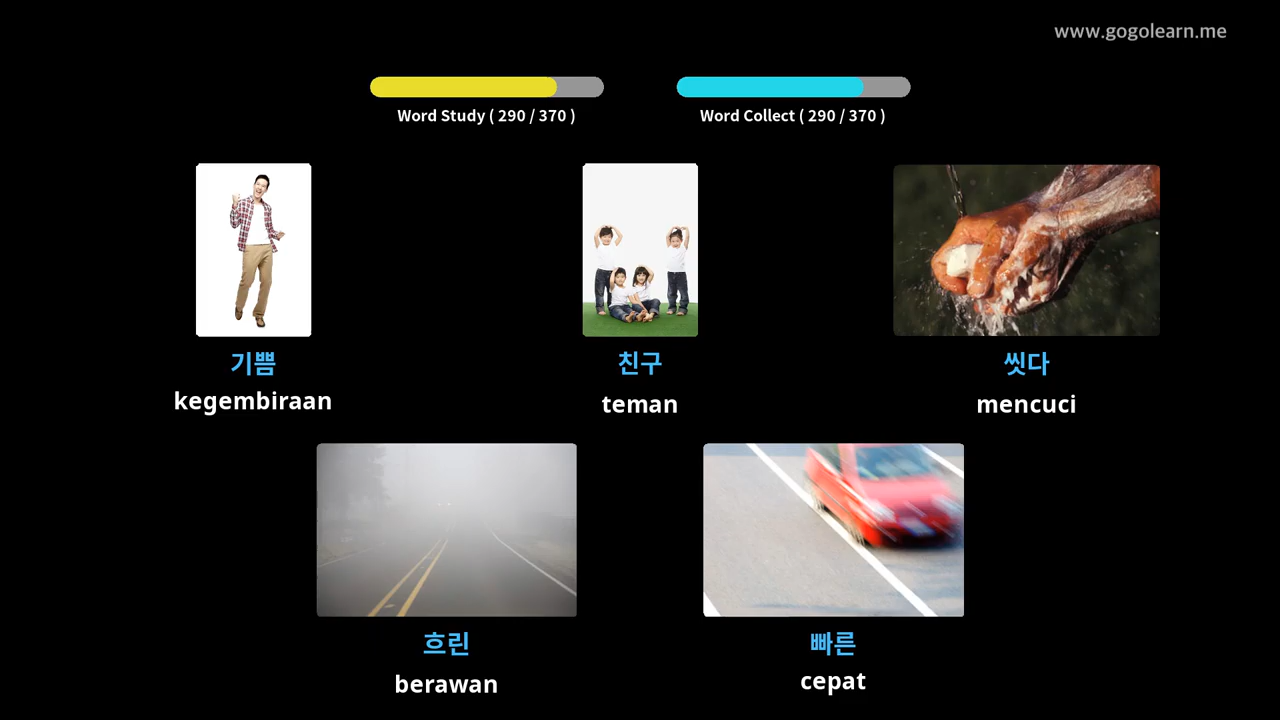 www.gogolearn.me
Word Study ( 290 / 370 )
Word Collect ( 290 / 370 )
기쁨
kegembiraan
친구
teman
씻다
mencuci
흐린
berawan
빠른
cepat